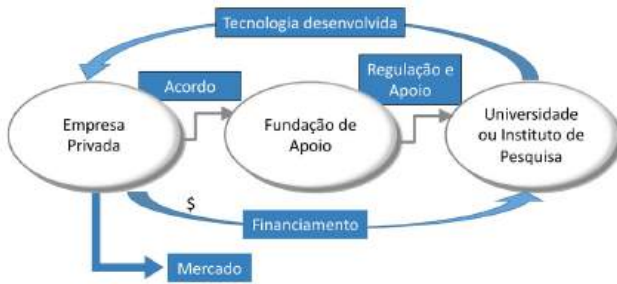 Tecnologia desenvolvida
Acordo
Regulação e
Apoio
Empresa
Privada
Fundação de
Apoio
Universidade
ou Instituto de
Pesquisa
$
Financiamento
Mercado